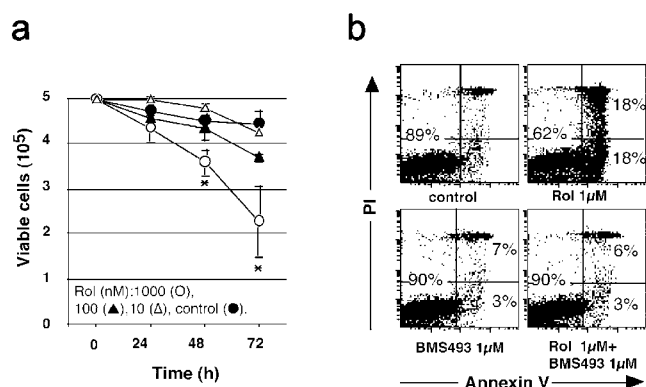 a
b
Viable cells (10⁵)
5
4
3
2
1
0
*
*
Rol (nM):1000 (O),
100 (▲),10 (Δ), control (●).
0
24
48
72
Time (h)
PI
89%
control
62%
18%
18%
Rol 1µM
90%
7%
3%
BMS493 1µM
90%
6%
3%
Rol 1µM+
BMS493 1µM
Annexin V